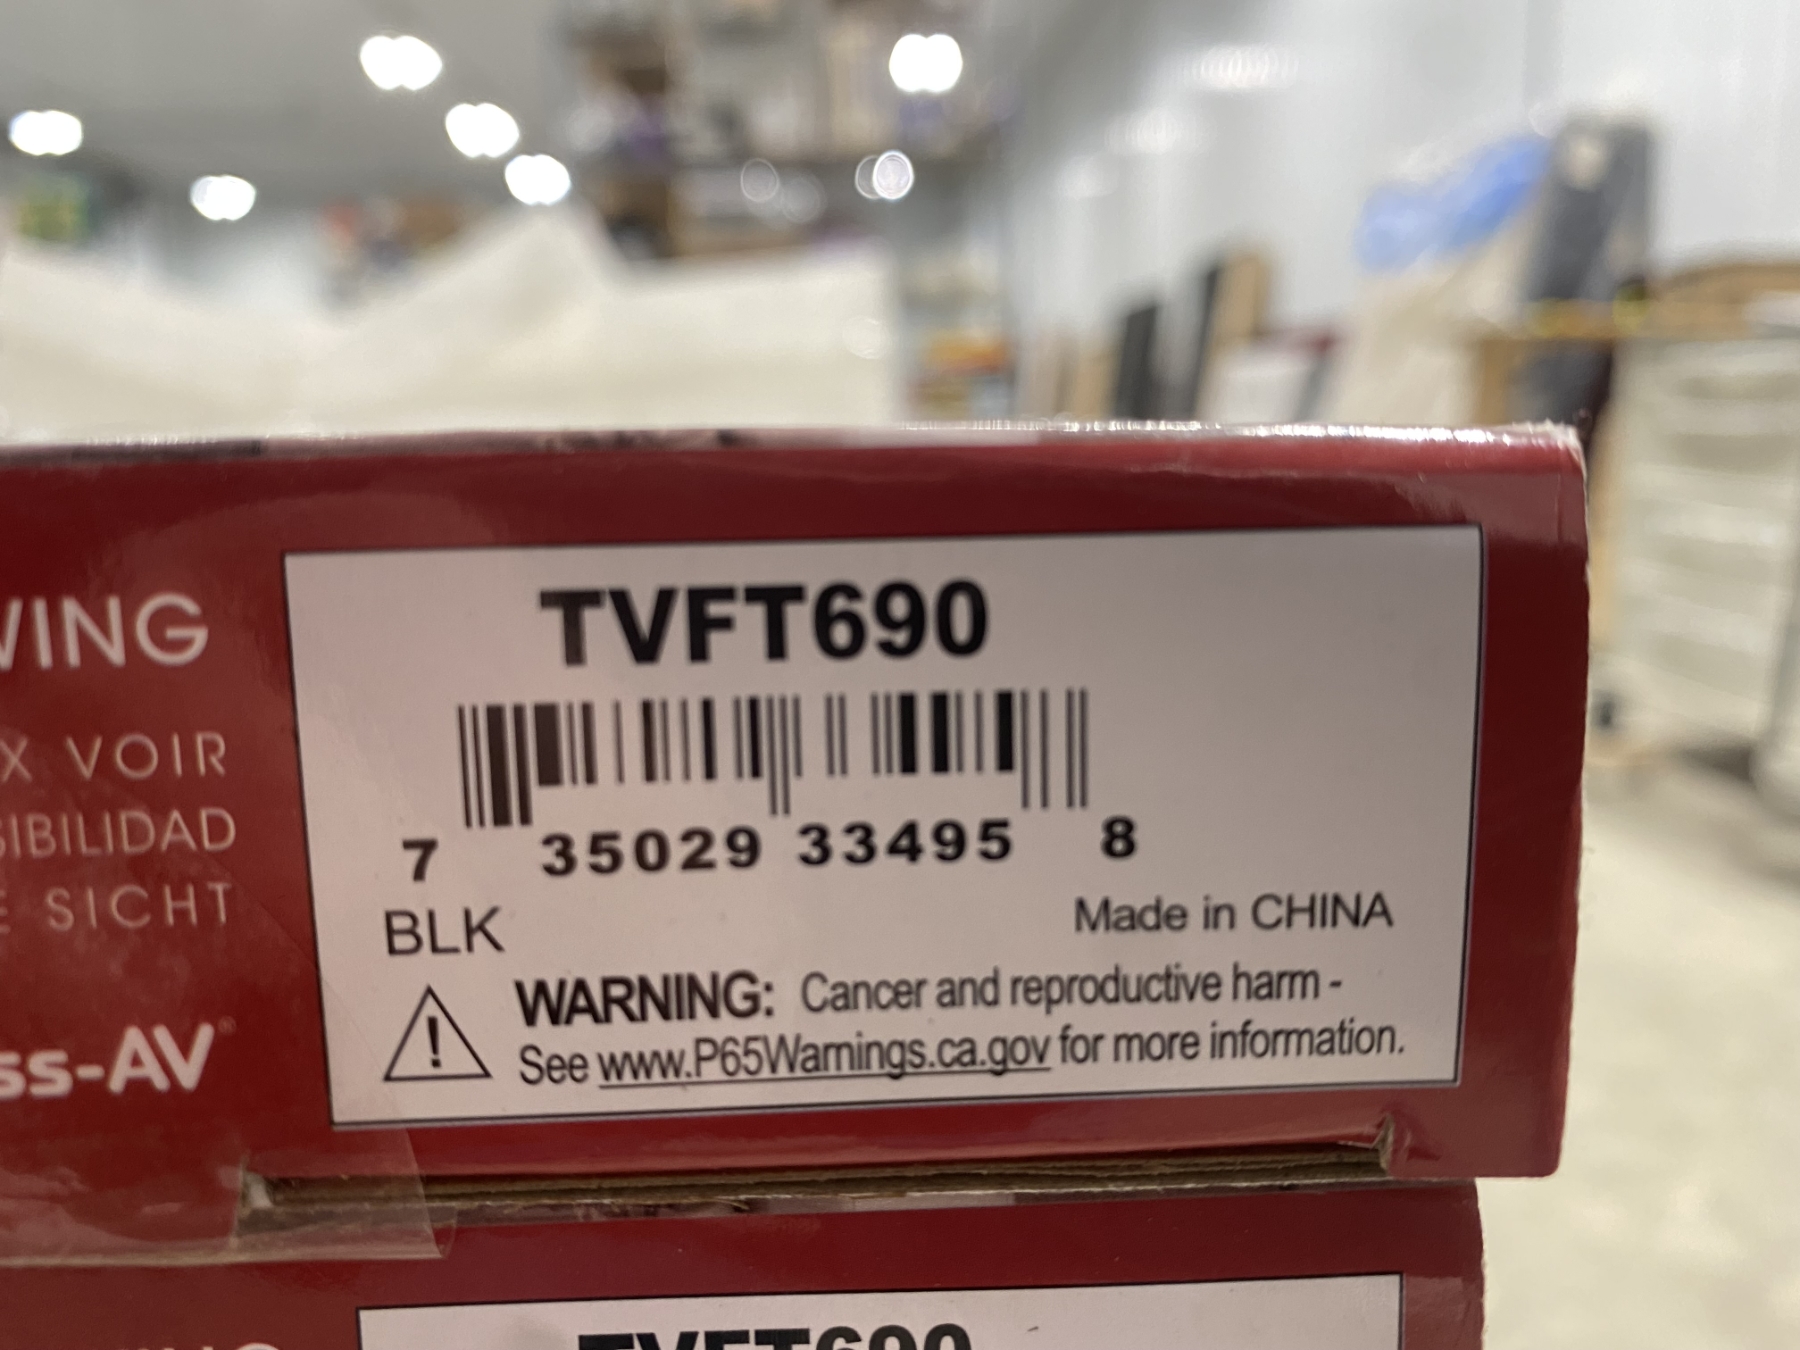 TVFT690
7 35029 33495 8
BLK
Made in CHINA
WARNING: Cancer and reproductive harm -
See www.P65Warnings.ca.gov for more information.
VING
X VOIR
SIBILIDAD
E SICHT
ss-AV
TVFT690